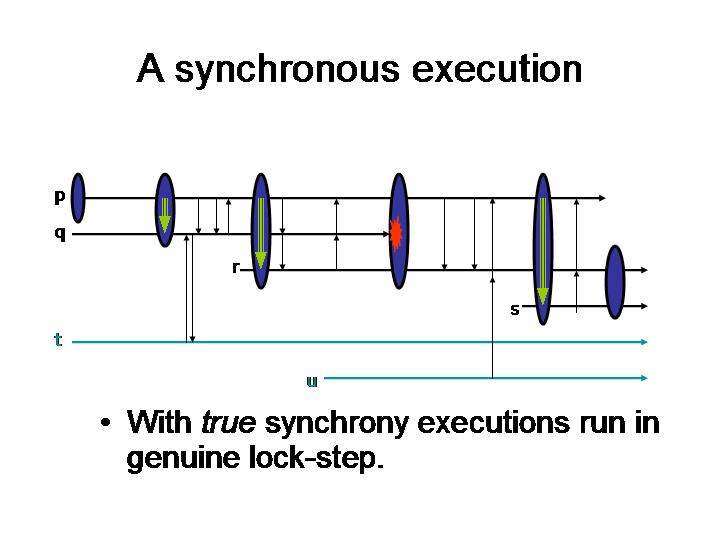 A synchronous execution
p
q
r
s
t
u
• With true synchrony executions run in
genuine lock-step.